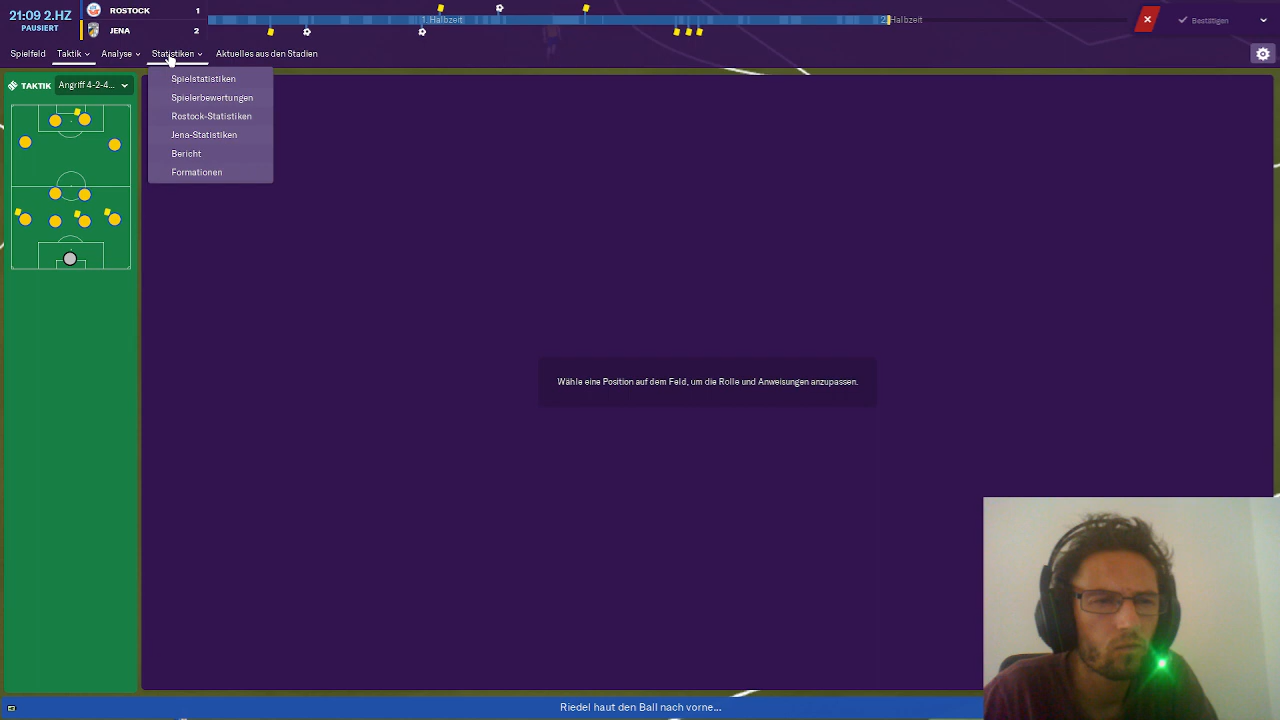 21:09 2.HZ
PAUSIERT
ROSTOCK 1
JENA 2
1. Halbzeit
2. Halbzeit
Bestätigen
Spielfeld
Taktik
Analyse
Statistiken
Aktuelles aus den Stadien
TAKTIK
Angriff 4-2-4...
Spielstatistiken
Spielerbewertungen
Rostock-Statistiken
Jena-Statistiken
Bericht
Formationen
Wähle eine Position auf dem Feld, um die Rolle und Anweisungen anzupassen.
Riedel haut den Ball nach vorne...